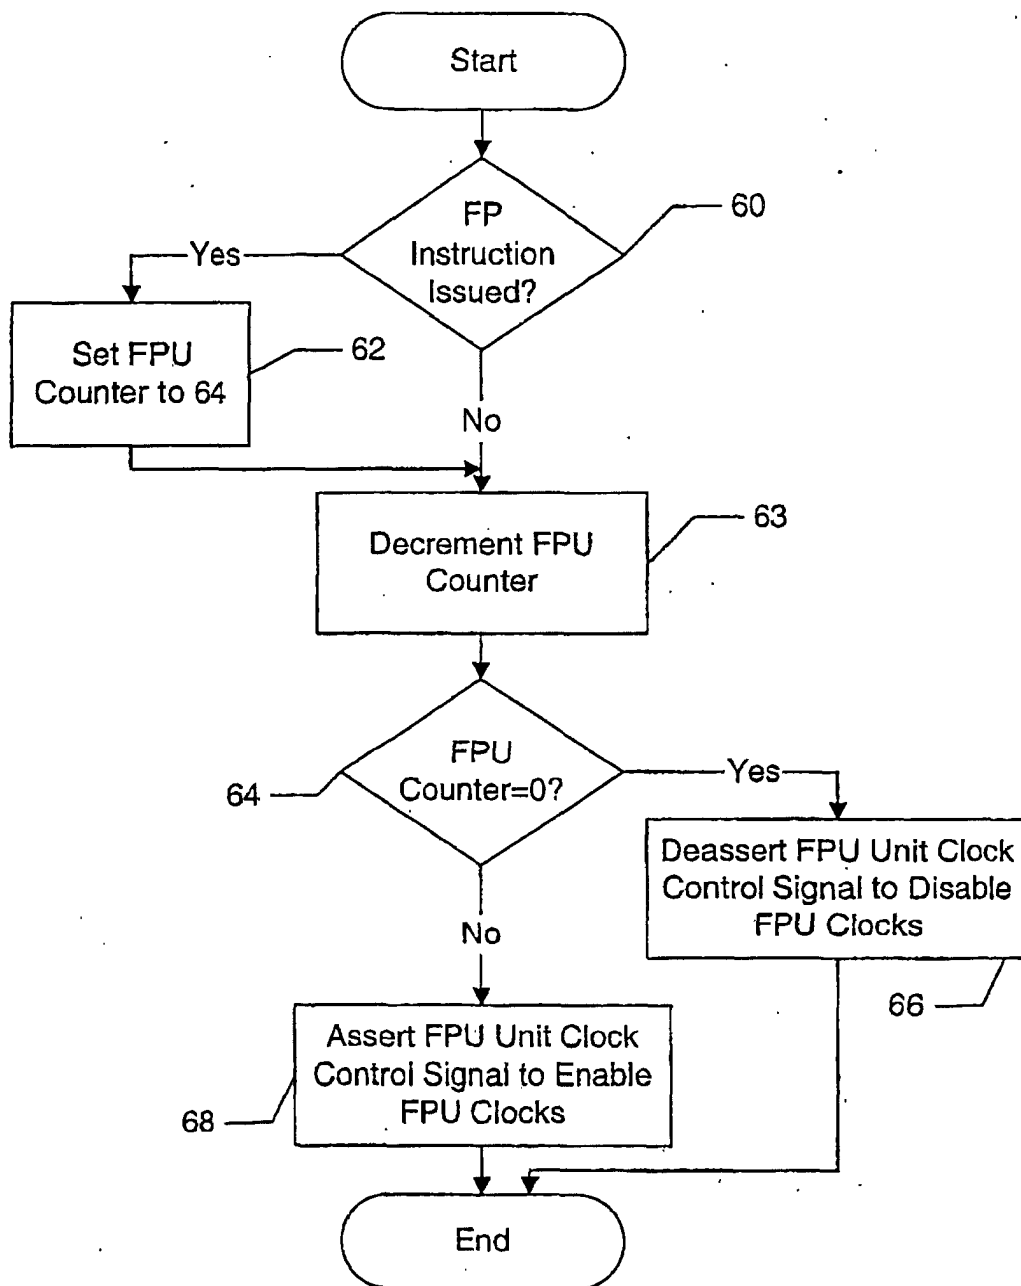 Start
FP
Instruction
Issued?
60
Yes
Set FPU
Counter to 64
62
No
Decrement FPU
Counter
63
FPU
Counter=0?
64
Yes
Deassert FPU Unit Clock
Control Signal to Disable
FPU Clocks
66
No
Assert FPU Unit Clock
Control Signal to Enable
FPU Clocks
68
End